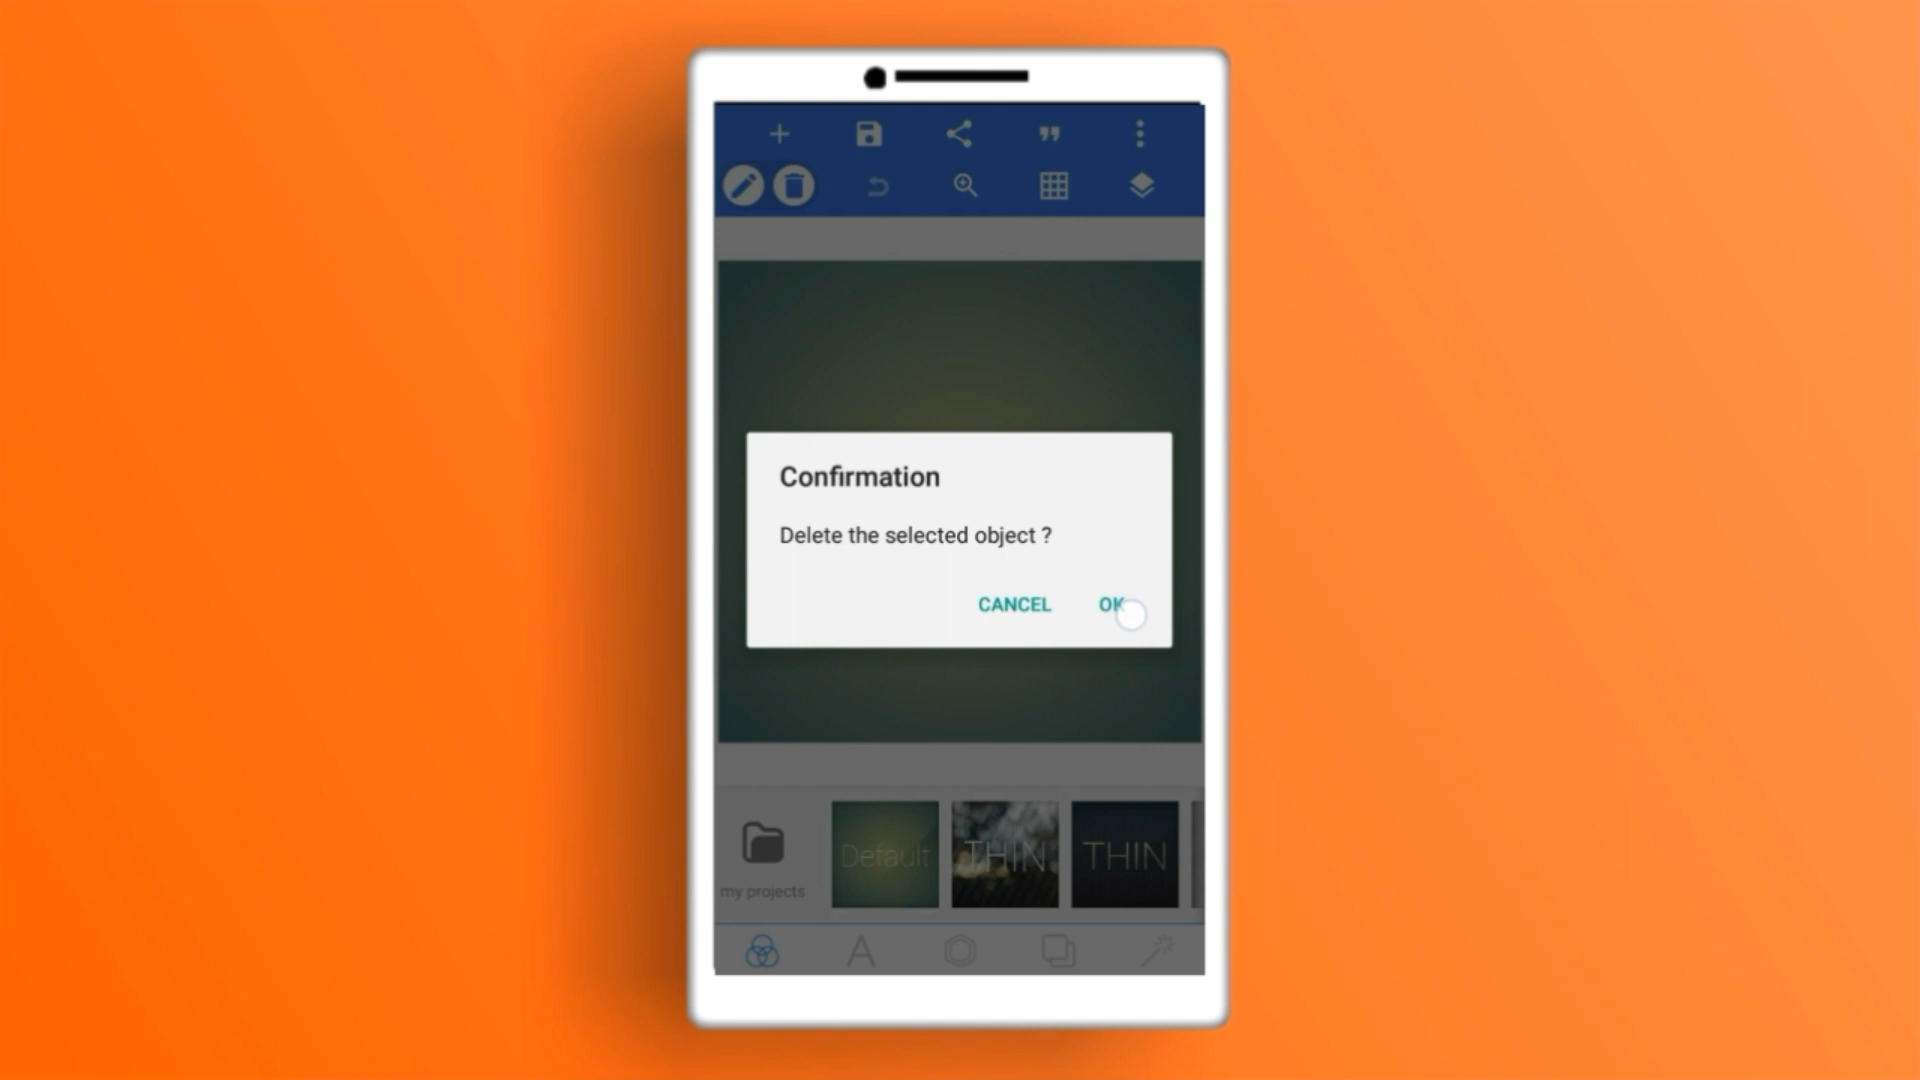 Confirmation
Delete the selected object ?
CANCEL OK
Default
THIN
THIN
my projects